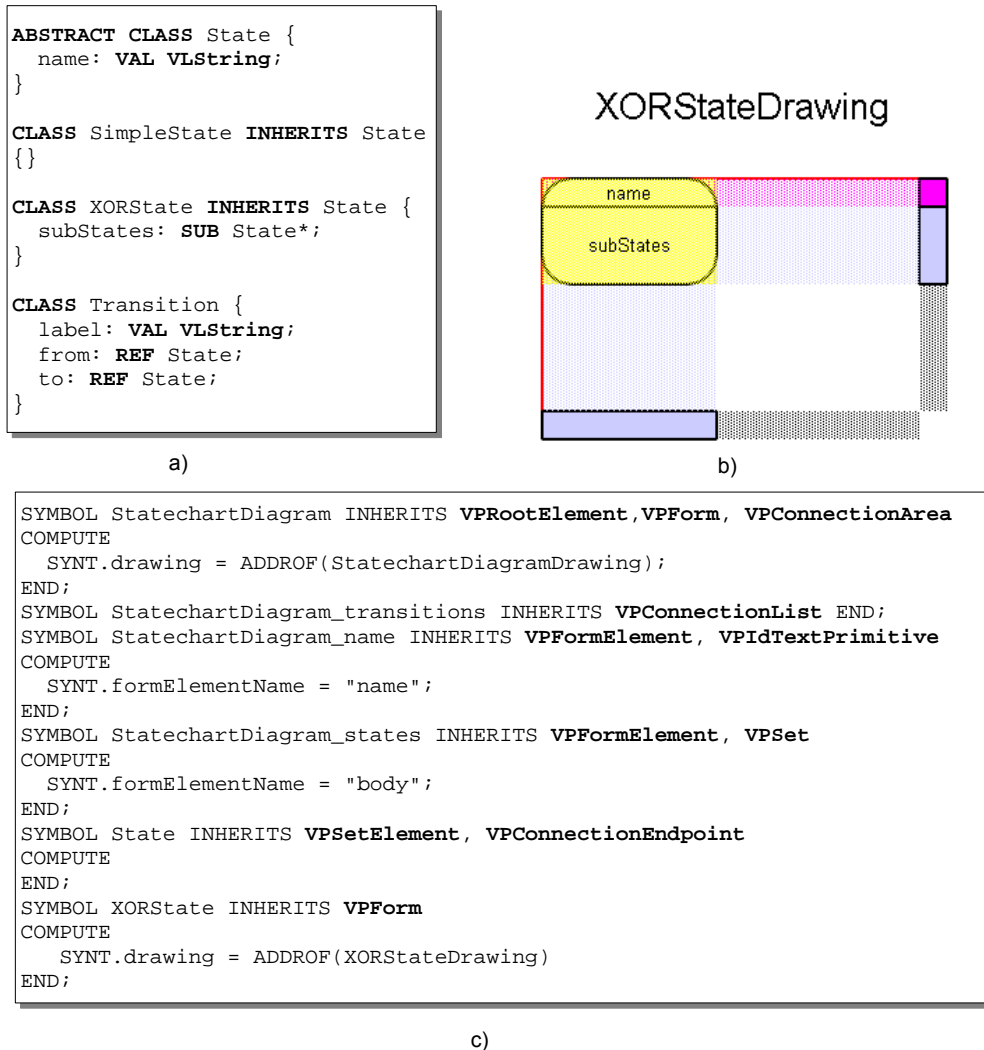 ABSTRACT CLASS State {
name: VAL VLString;
}
CLASS SimpleState INHERITS State
{}
CLASS XORState INHERITS State {
subStates: SUB State*;
}
CLASS Transition {
label: VAL VLString;
from: REF State;
to: REF State;
}
a)
XORStateDrawing
name
subStates
b)
SYMBOL StatechartDiagram INHERITS VPRootElement,VPForm, VPConnectionArea
COMPUTE
SYNT.drawing = ADDROF(StatechartDiagramDrawing);
END;
SYMBOL StatechartDiagram_transitions INHERITS VPConnectionList END;
SYMBOL StatechartDiagram_name INHERITS VPFormElement, VPIdTextPrimitive
COMPUTE
SYNT.formElementName = "name";
END;
SYMBOL StatechartDiagram_states INHERITS VPFormElement, VPSet
COMPUTE
SYNT.formElementName = "body";
END;
SYMBOL State INHERITS VPSetElement, VPConnectionEndpoint
COMPUTE
END;
SYMBOL XORState INHERITS VPForm
COMPUTE
SYNT.drawing = ADDROF(XORStateDrawing)
END;
c)